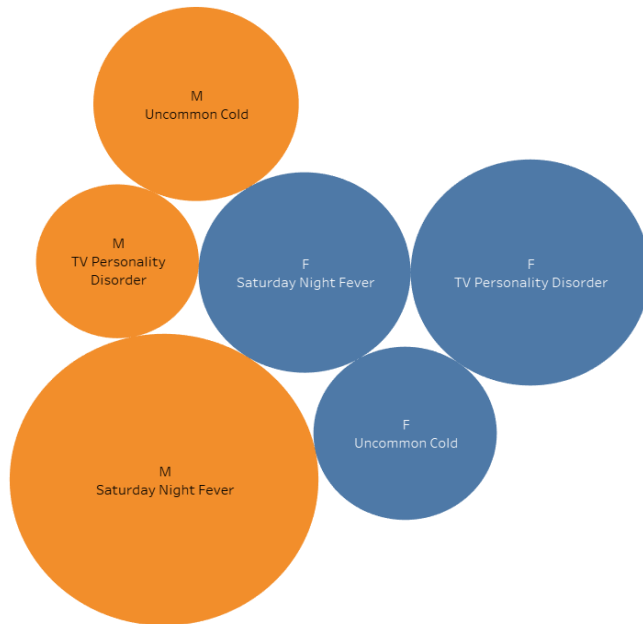 M
Uncommon Cold
M
TV Personality
Disorder
F
Saturday Night Fever
F
TV Personality Disorder
F
Uncommon Cold
M
Saturday Night Fever